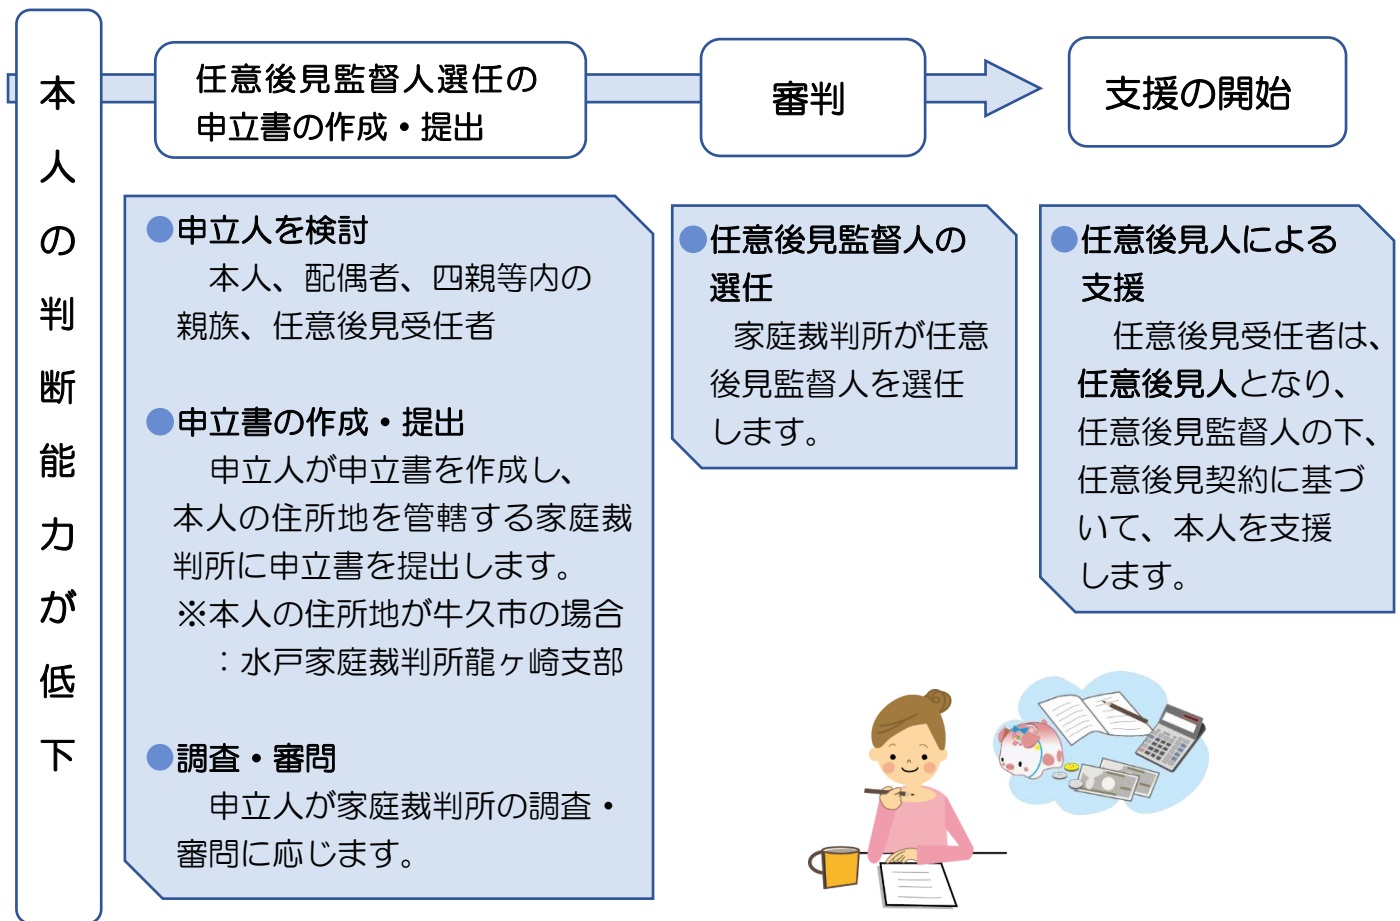 本人の判断能力が低下
任意後見監督人選任の
申立書の作成・提出
審判
支援の開始
●申立人を検討
本人、配偶者、四親等内の
親族、任意後見受任者
●申立書の作成・提出
申立人が申立書を作成し、
本人の住所地を管轄する家庭裁
判所に申立書を提出します。
※本人の住所地が牛久市の場合
：水戸家庭裁判所龍ヶ崎支部
●調査・審問
申立人が家庭裁判所の調査・
審問に応じます。
●任意後見監督人の
選任
家庭裁判所が任意
後見監督人を選任
します。
●任意後見人による
支援
任意後見受任者は、
任意後見人となり、
任意後見監督人の下、
任意後見契約に基づ
いて、本人を支援
します。